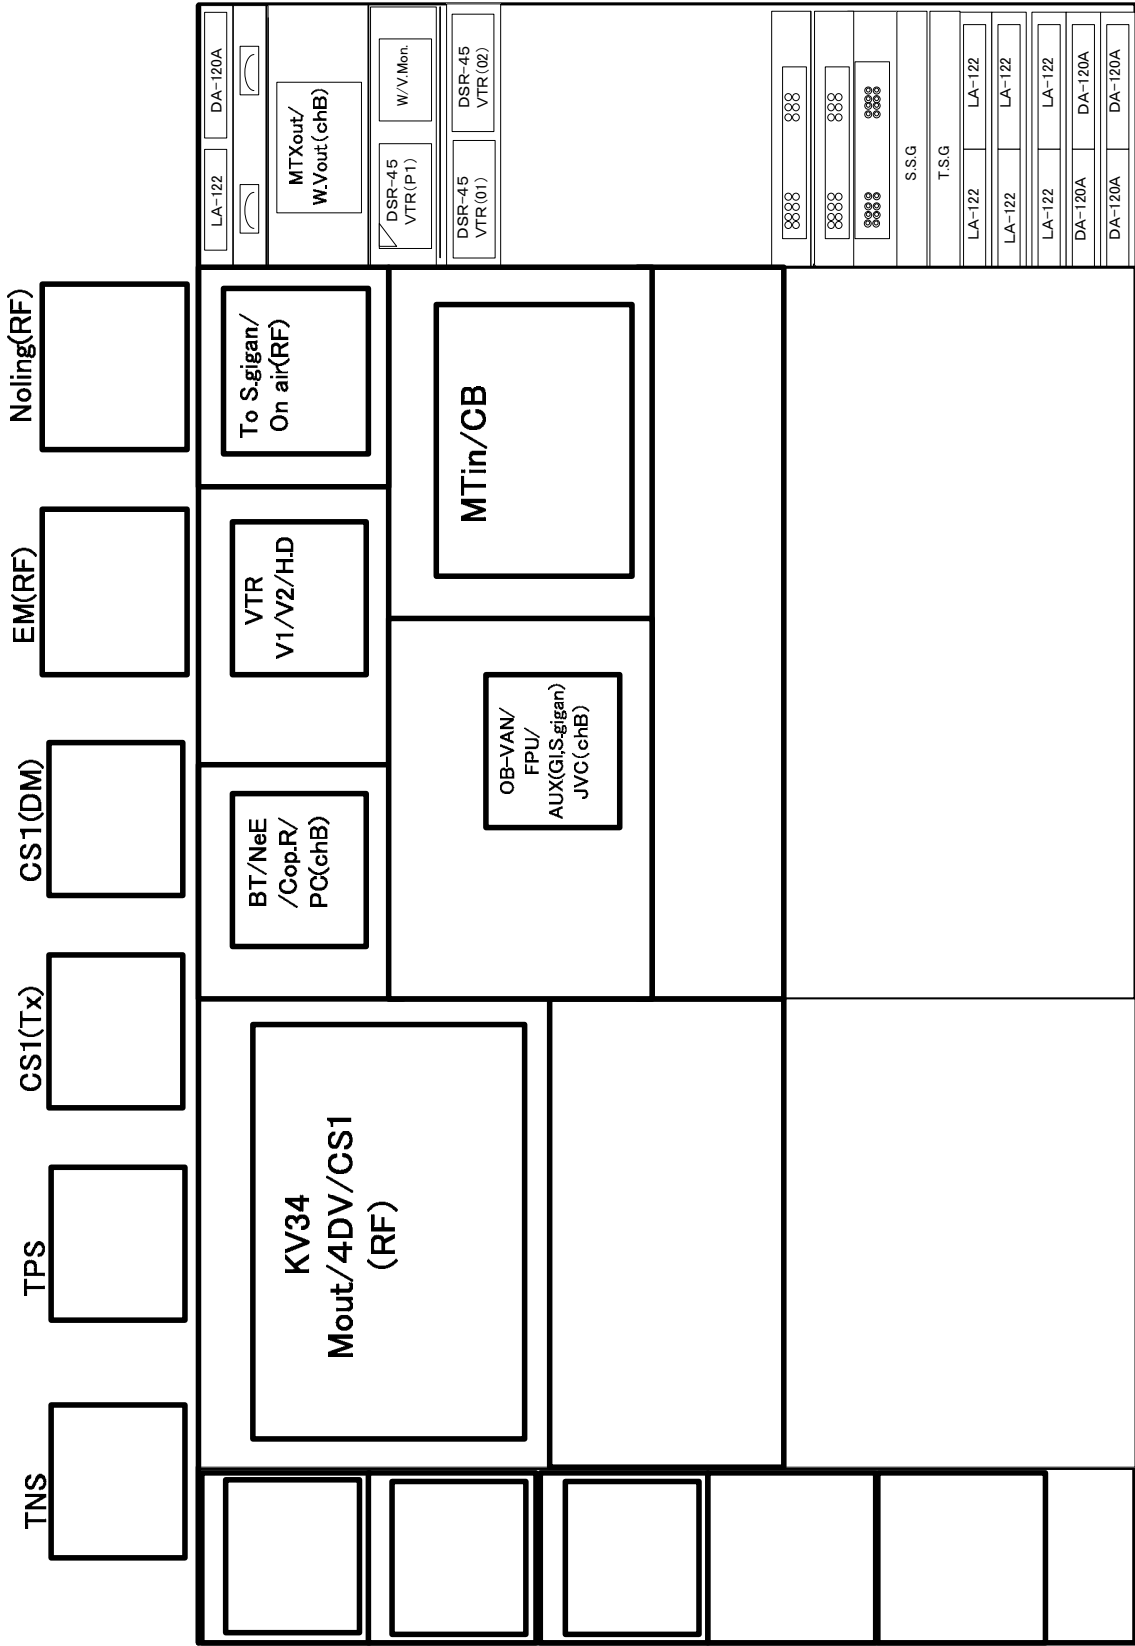 TNS
TPS
CS1(Tx)
CS1(DM)
EM(RF)
Noling(RF)
KV34
Mout/4DV/CS1
(RF)
BT/NeE
/Cop.R/
PC(chB)
VTR
V1/V2/H.D
To S.gigan/
On air(RF)
OB-VAN/
FPU/
AUX(GI,S.gigan)
JVC(chB)
MTin/CB
LA-122
DA-120A
MTXout/
W.Vout(chB)
DSR-45
VTR(P1)
W/V.Mon.
DSR-45
VTR(01)
DSR-45
VTR(02)
S.S.G
T.S.G
LA-122
LA-122
LA-122
LA-122
LA-122
LA-122
DA-120A
DA-120A
DA-120A
DA-120A